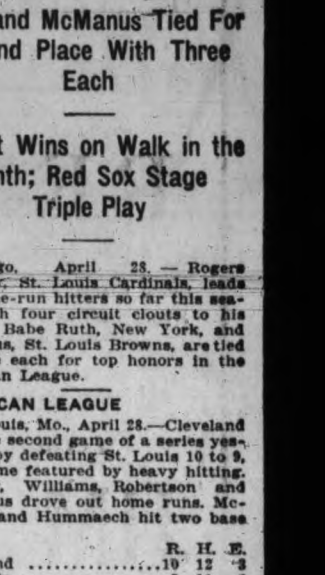 and McManus Tied For
nd Place With Three
Each
t Wins on Walk in the
nth; Red Sox Stage
Triple Play
go, April 28. — Rogers
, St. Louis Cardinals, leads
e-run hitters so far this sea-
h four circuit clouts to his
Babe Ruth, New York, and
us, St. Louis Browns, are tied
each for top honors in the
n League.
CAN LEAGUE
ouis, Mo., April 28.—Cleveland
second game of a series yes-
by defeating St. Louis 10 to 9,
ne featured by heavy hitting.
, Williams, Robertson and
us drove out home runs. Mc-
and Hummaech hit two base
R. H. E.
nd ................10 12 3